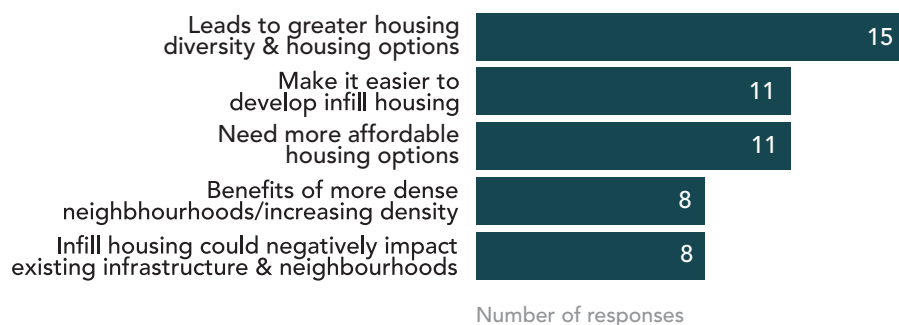 Leads to greater housing
diversity & housing options
15
Make it easier to
develop infill housing
11
Need more affordable
housing options
11
Benefits of more dense
neighbhourhoods/increasing density
8
Infill housing could negatively impact
existing infrastructure & neighbourhoods
8
Number of responses